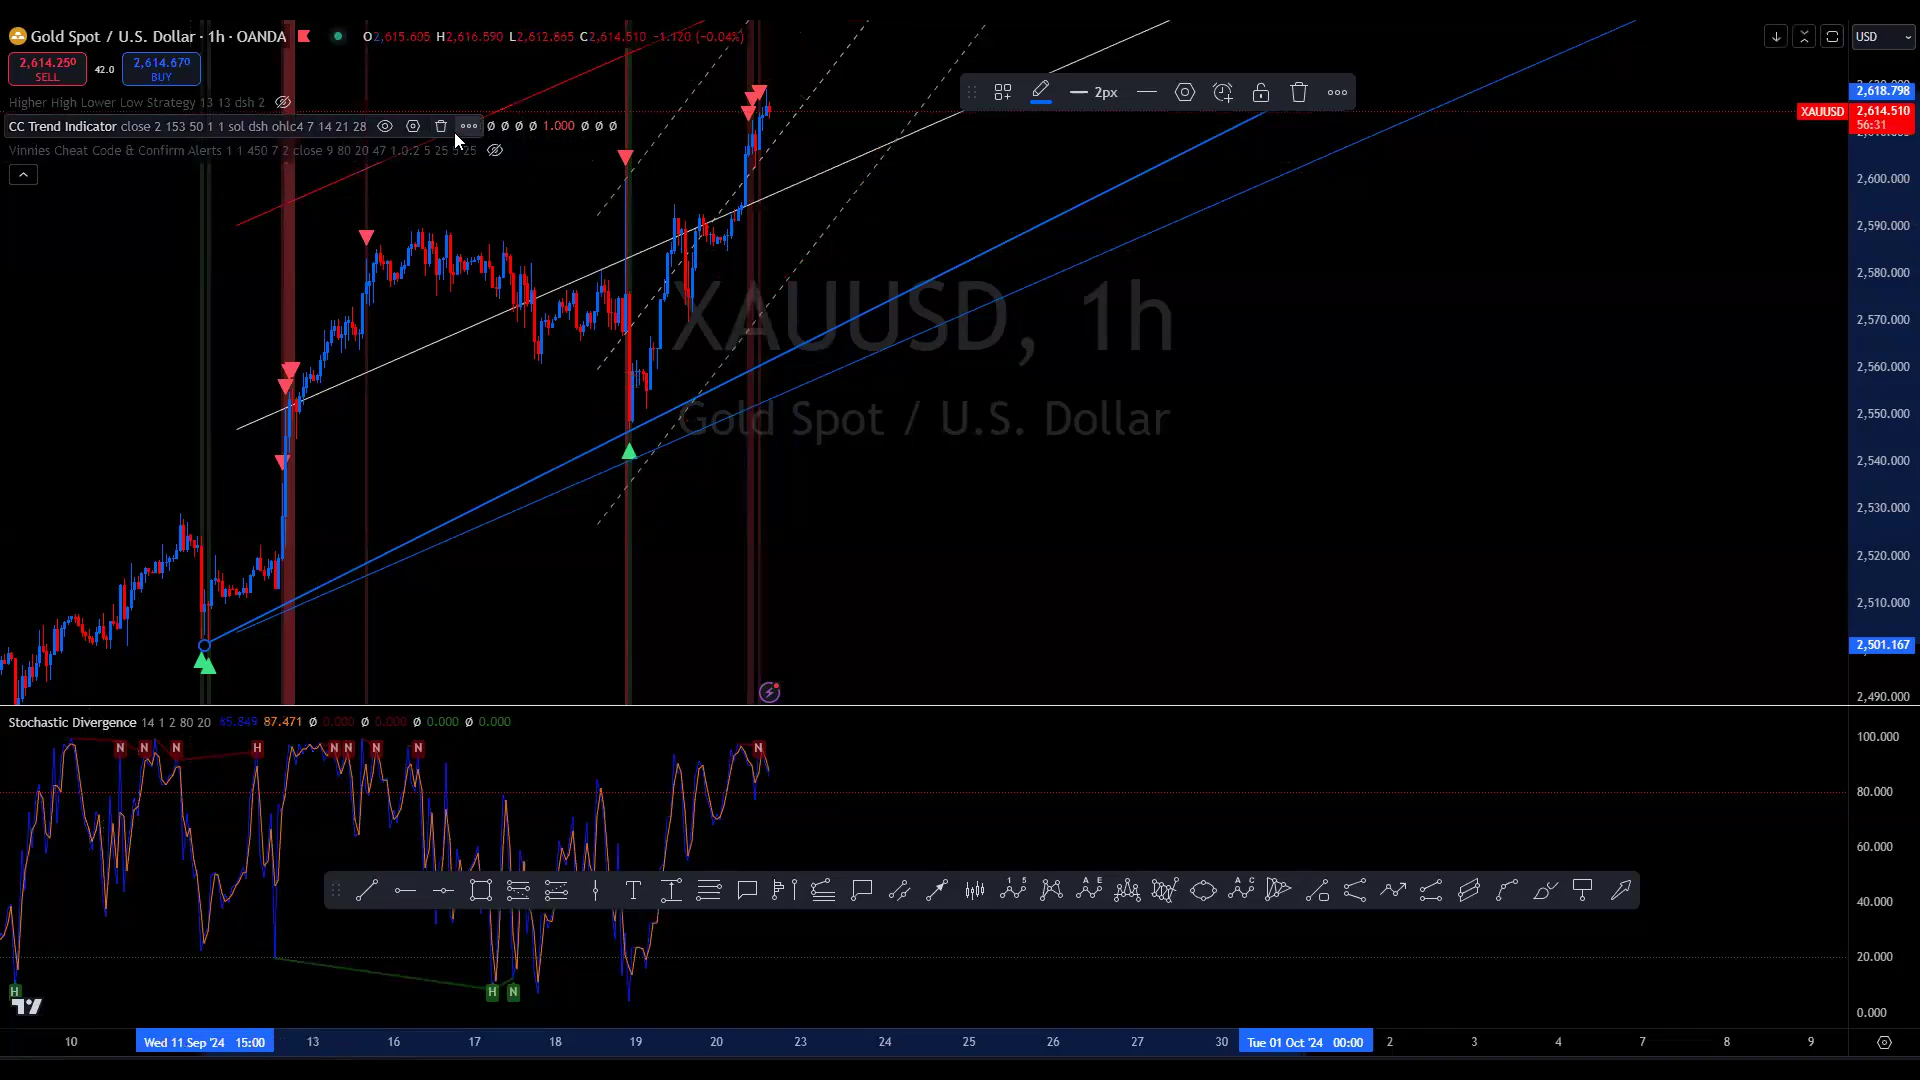 Gold Spot / U.S. Dollar · 1h · OANDA O2,615.605 H2,616.590 L2,612.865 C2,614.510 −1.120 (−0.04%)
2,614.250 SELL 42.0 2,614.670 BUY
Higher High Lower Low Strategy 13 13 dsh 2
CC Trend Indicator close 2 153 50 1 1 sol dsh ohlc4 7 14 21 28 Ø Ø Ø Ø 1.000 Ø Ø Ø
Vinnies Cheat Code & Confirm Alerts 1 1 450 7 2 close 9 80 20 47 1.0.2 5 25 5 25
2px
USD
2,618.798
XAUUSD 2,614.510
56:31
2,600.000
2,590.000
2,580.000
2,570.000
2,560.000
2,550.000
2,540.000
2,530.000
2,520.000
2,510.000
2,501.167
2,490.000
XAUUSD, 1h
Gold Spot / U.S. Dollar
Stochastic Divergence 14 1 2 80 20 85.849 87.471 Ø 0.000 Ø 0.000 Ø 0.000 Ø 0.000
N N N H N N N N N
H H N
100.000
80.000
60.000
40.000
20.000
0.000
10 Wed 11 Sep '24 15:00 13 16 17 18 19 20 23 24 25 26 27 30 Tue 01 Oct '24 00:00 2 3 4 7 8 9